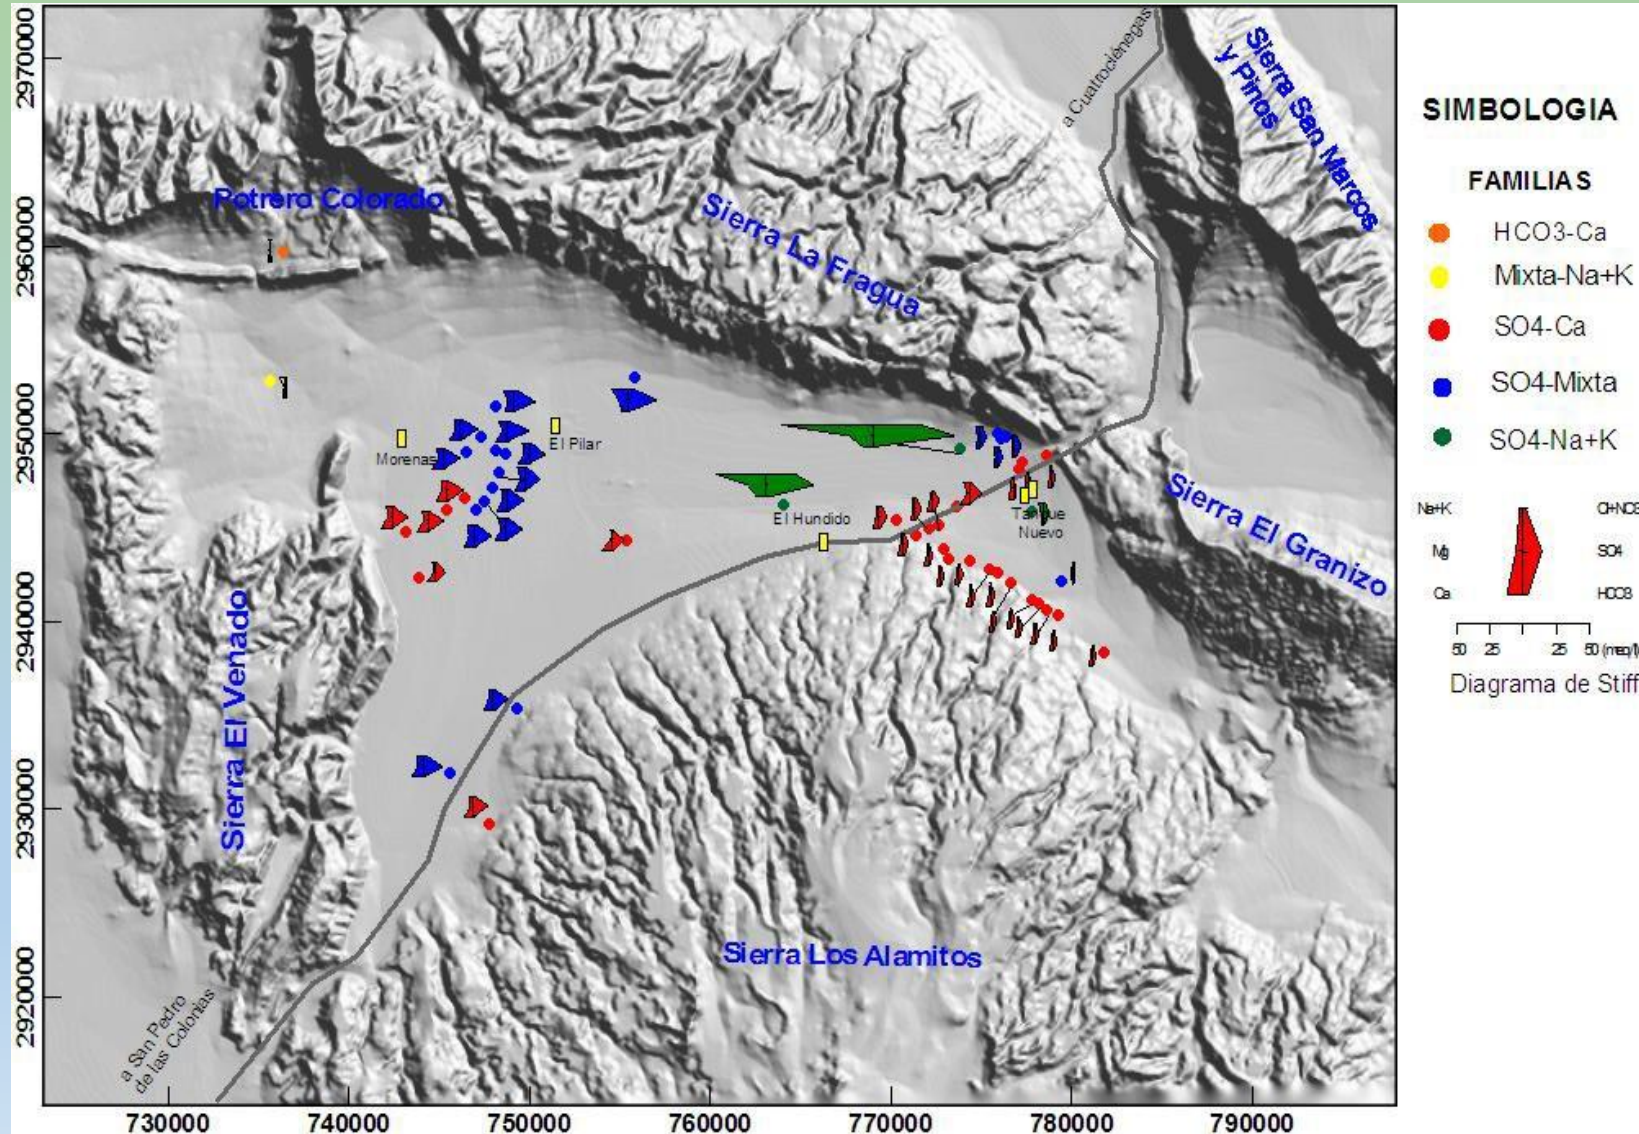 2970000
2960000
2950000
2940000
2930000
2920000
730000
740000
750000
760000
770000
780000
790000
a Cuatrociénegas
Sierra San Marcos
y Pinos
Potrero Colorado
Sierra La Fragua
Morenas
El Pilar
El Hundido
Tanque
Nuevo
Sierra El Granizo
Sierra El Venado
Sierra Los Alamitos
a San Pedro
de las Colonias
SIMBOLOGIA
FAMILIAS
HCO3-Ca
Mixta-Na+K
SO4-Ca
SO4-Mixta
SO4-Na+K
Na+K
Mg
Ca
Cl+NO3
SO4
HCO3
50 25 25 50 (meq/l)
Diagrama de Stiff